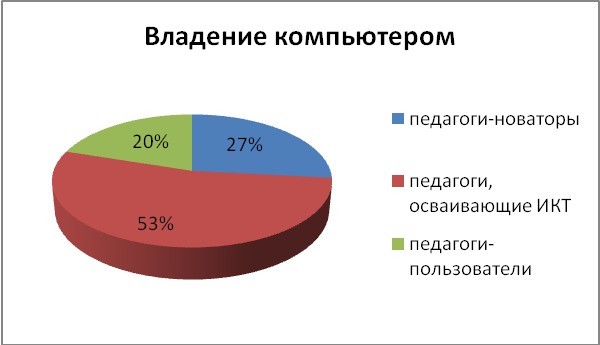 Владение компьютером
20%
27%
53%
педагоги-новаторы
педагоги,
осваивающие ИКТ
педагоги-
пользователи